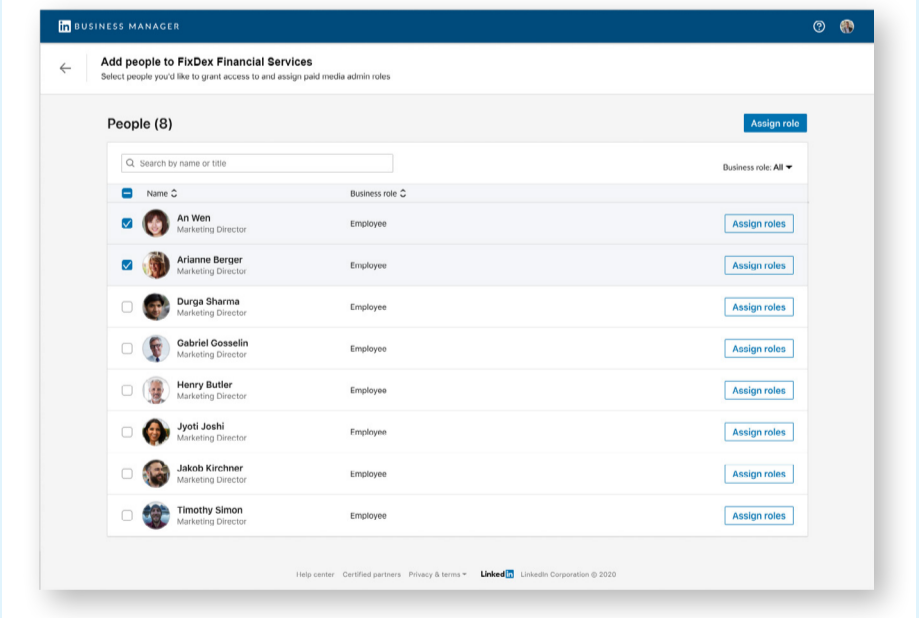 in BUSINESS MANAGER
Add people to FixDex Financial Services
Select people you'd like to grant access to and assign paid media admin roles
People (8)
Assign role
Search by name or title
Business role: All
Name
Business role
An Wen
Marketing Director
Employee
Assign roles
Arianne Berger
Marketing Director
Employee
Assign roles
Durga Sharma
Marketing Director
Employee
Assign roles
Gabriel Gosselin
Marketing Director
Employee
Assign roles
Henry Butler
Marketing Director
Employee
Assign roles
Jyoti Joshi
Marketing Director
Employee
Assign roles
Jakob Kirchner
Marketing Director
Employee
Assign roles
Timothy Simon
Marketing Director
Employee
Assign roles
Help center Certified partners Privacy & terms LinkedIn LinkedIn Corporation © 2020